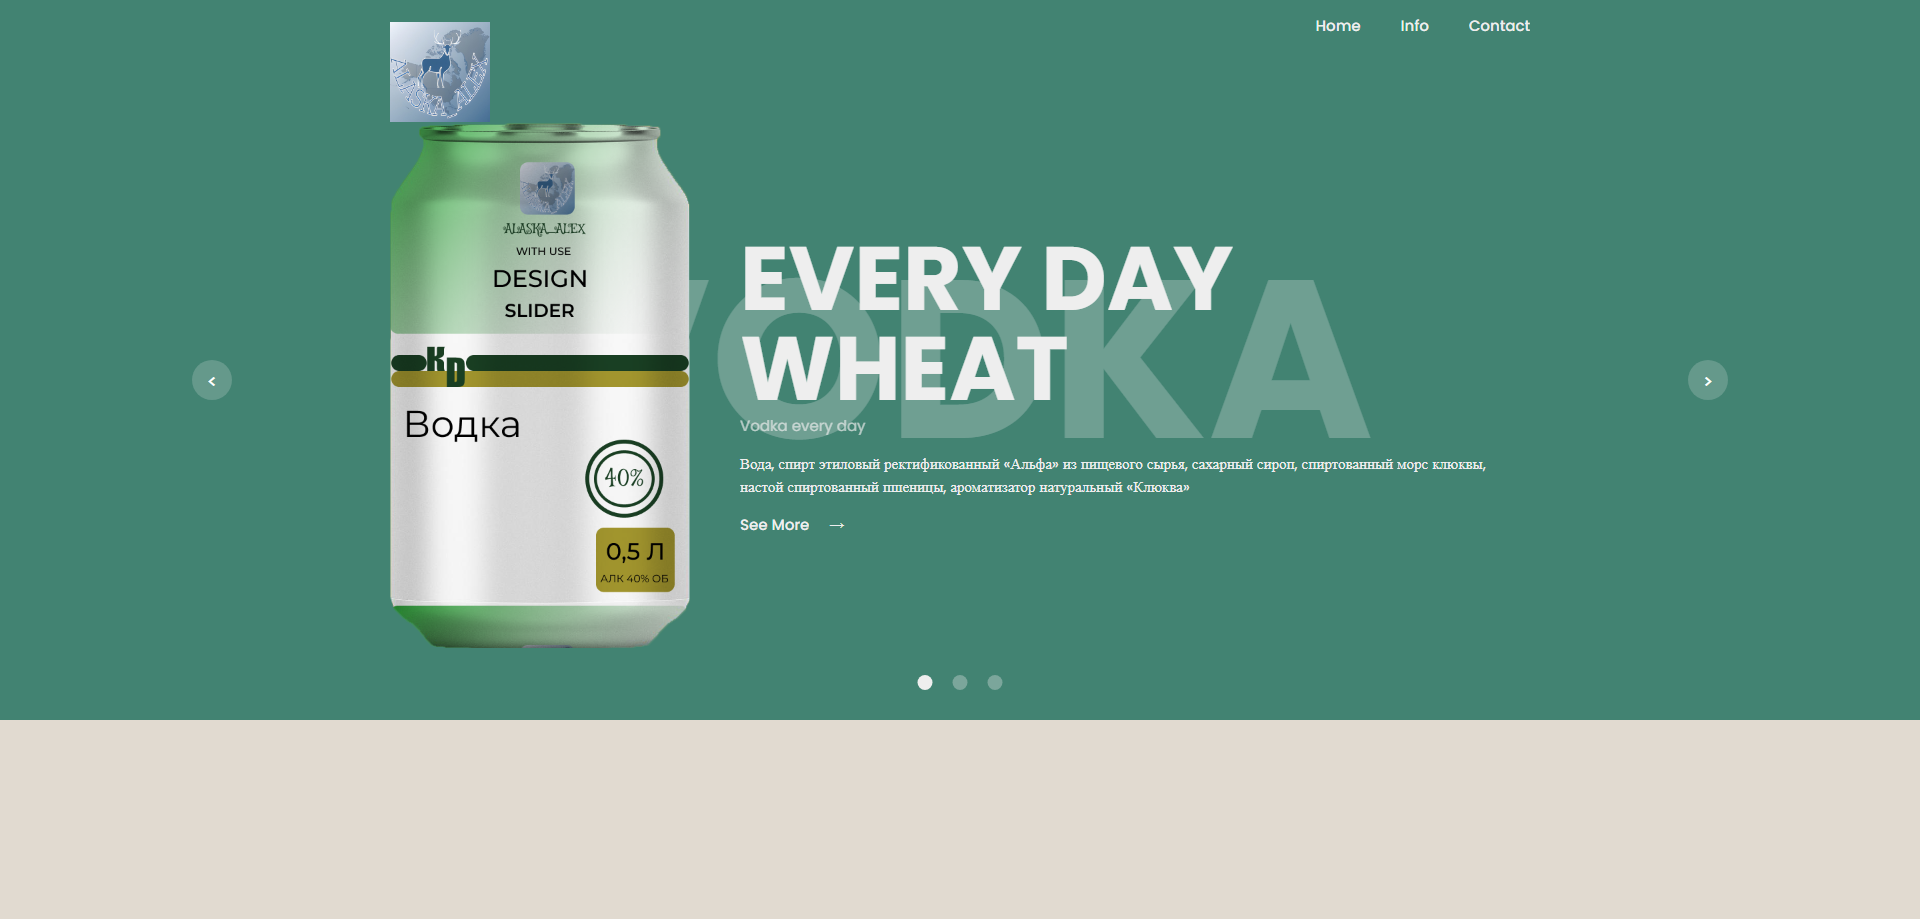 Home Info Contact
ALASKA_ALEX
ALASKA_ALEX
WITH USE
DESIGN
SLIDER
KD
Водка
40%
0,5 Л
АЛК 40% ОБ
VODKA
EVERY DAY
WHEAT
Vodka every day
Вода, спирт этиловый ректификованный «Альфа» из пищевого сырья, сахарный сироп, спиртованный морс клюквы,
настой спиртованный пшеницы, ароматизатор натуральный «Клюква»
See More →
< >